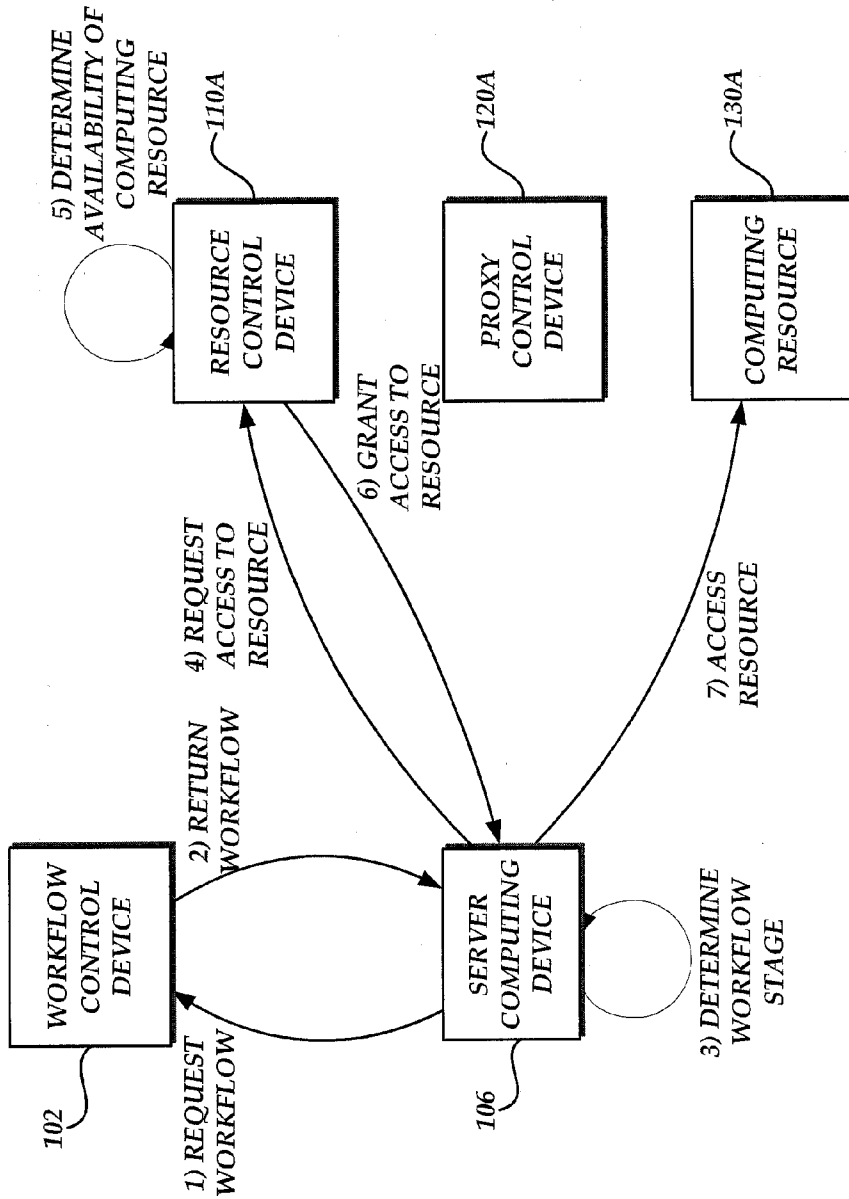 102
WORKFLOW
CONTROL
DEVICE
1) REQUEST
WORKFLOW
2) RETURN
WORKFLOW
106
SERVER
COMPUTING
DEVICE
3) DETERMINE
WORKFLOW
STAGE
4) REQUEST
ACCESS TO
RESOURCE
5) DETERMINE
AVAILABILITY OF
COMPUTING
RESOURCE
RESOURCE
CONTROL
DEVICE
110A
6) GRANT
ACCESS TO
RESOURCE
PROXY
CONTROL
DEVICE
120A
7) ACCESS
RESOURCE
COMPUTING
RESOURCE
130A